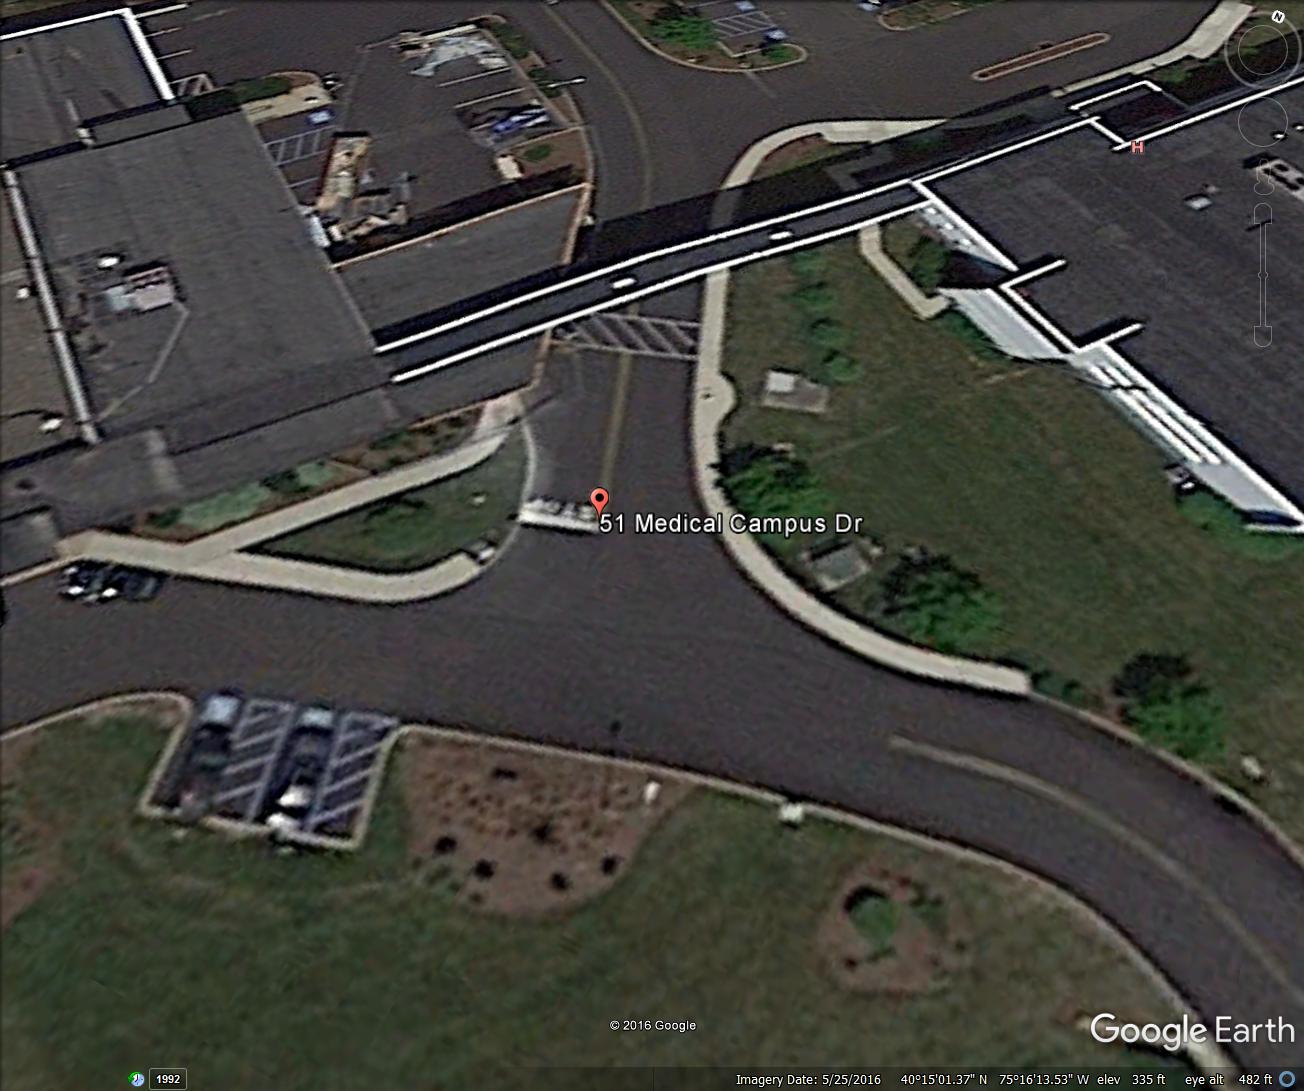 N
H
51 Medical Campus Dr
© 2016 Google
Google Earth
1992
Imagery Date: 5/25/2016 40°15'01.37" N 75°16'13.53" W elev 335 ft eye alt 482 ft